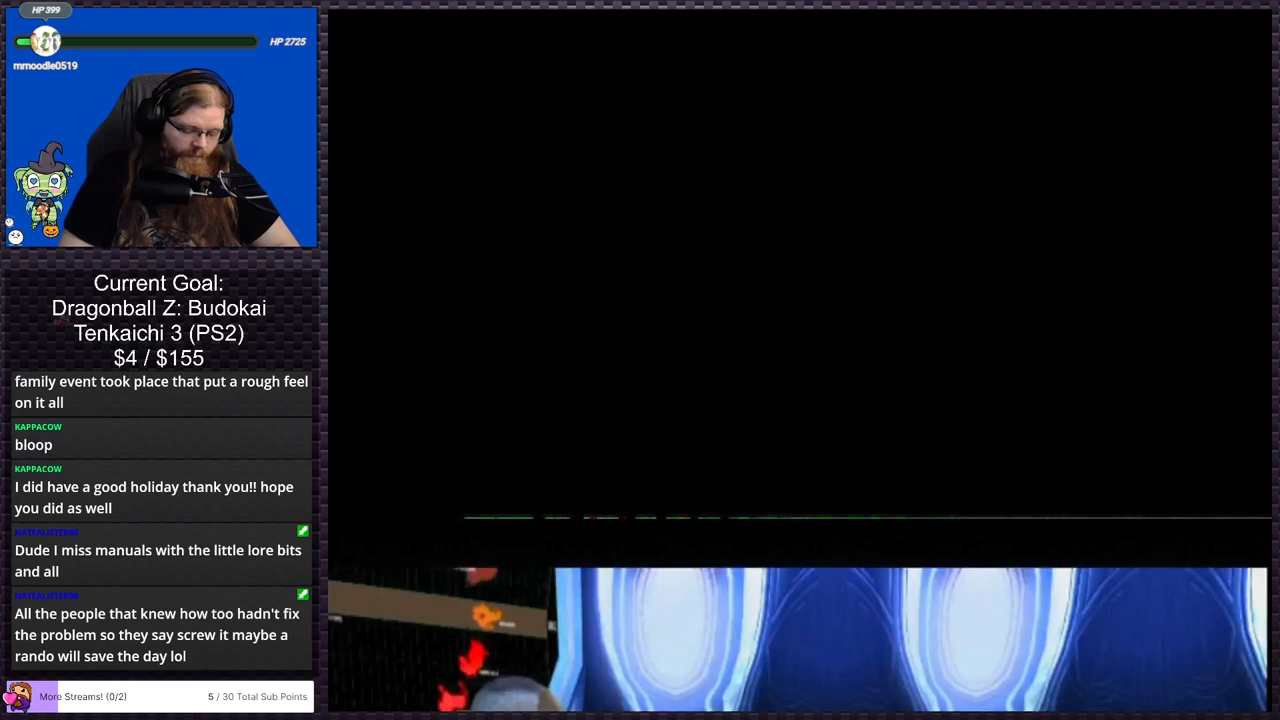 HP 399
HP 2725
mrnoodle0519
Current Goal:
Dragonball Z: Budokai
Tenkaichi 3 (PS2)
$4 / $155
family event took place that put a rough feel
on it all
KAPPACOW
bloop
KAPPACOW
I did have a good holiday thank you!! hope
you did as well
NATEALISTER96
Dude I miss manuals with the little lore bits
and all
NATEALISTER96
All the people that knew how too hadn't fix
the problem so they say screw it maybe a
rando will save the day lol
More Streams! (0/2)
5 / 30 Total Sub Points